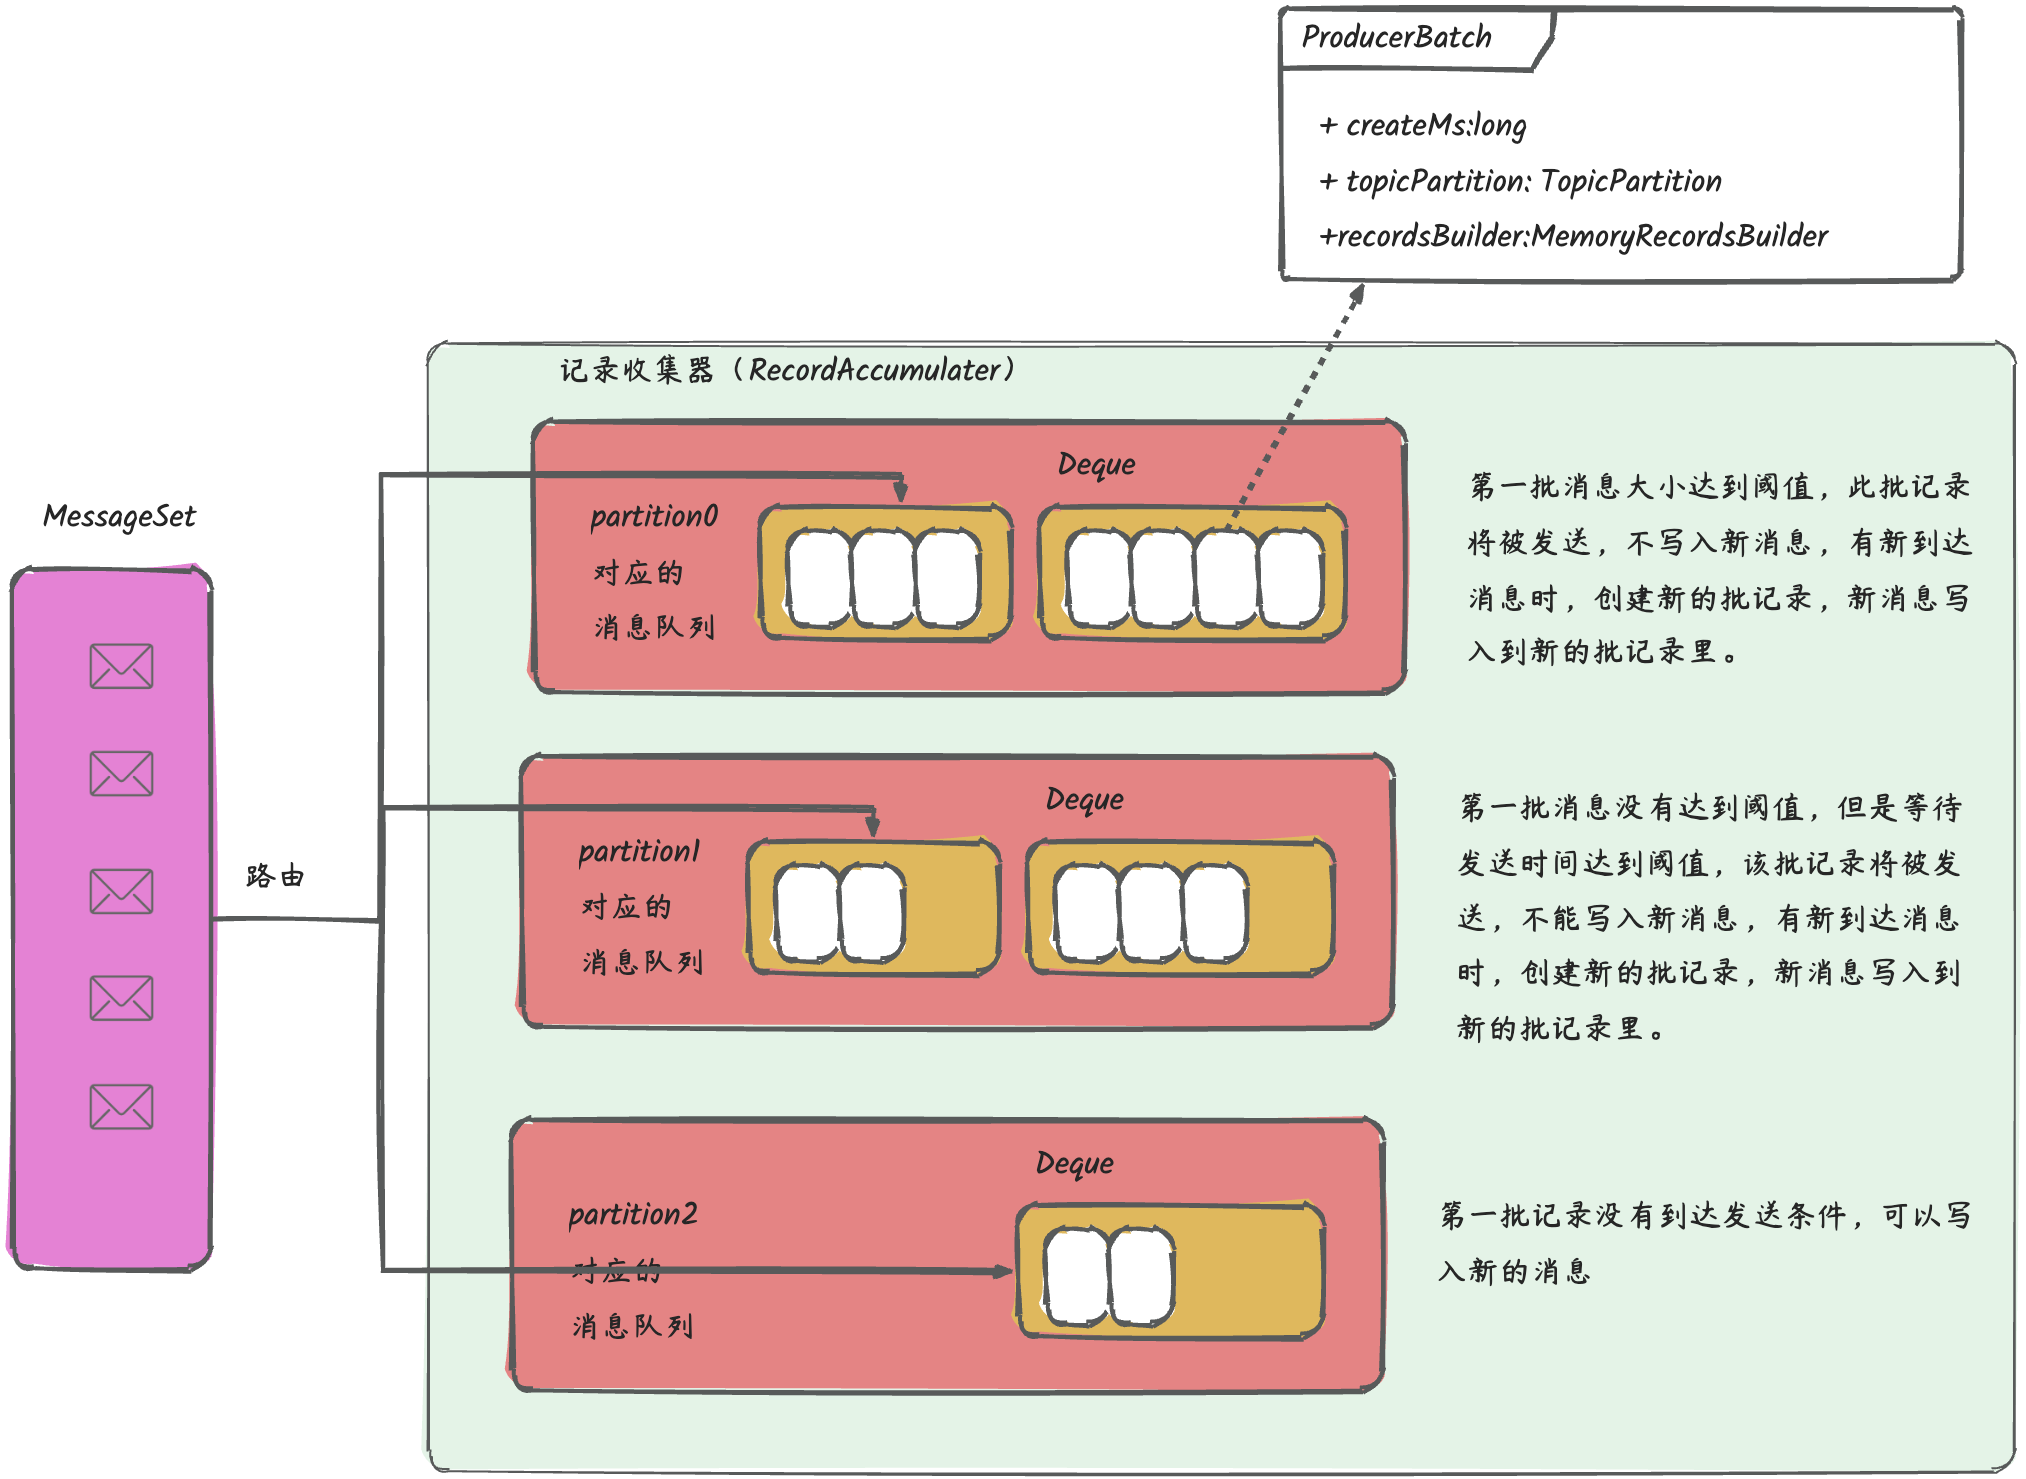 ProducerBatch
+ createMs:long
+ topicPartition: TopicPartition
+recordsBuilder:MemoryRecordsBuilder
记录收集器（RecordAccumulater）
MessageSet
路由
Deque
partition0
对应的
消息队列
第一批消息大小达到阈值，此批记录
将被发送，不写入新消息，有新到达
消息时，创建新的批记录，新消息写
入到新的批记录里。
Deque
partition1
对应的
消息队列
第一批消息没有达到阈值，但是等待
发送时间达到阈值，该批记录将被发
送，不能写入新消息，有新到达消息
时，创建新的批记录，新消息写入到
新的批记录里。
Deque
partition2
对应的
消息队列
第一批记录没有到达发送条件，可以写
入新的消息